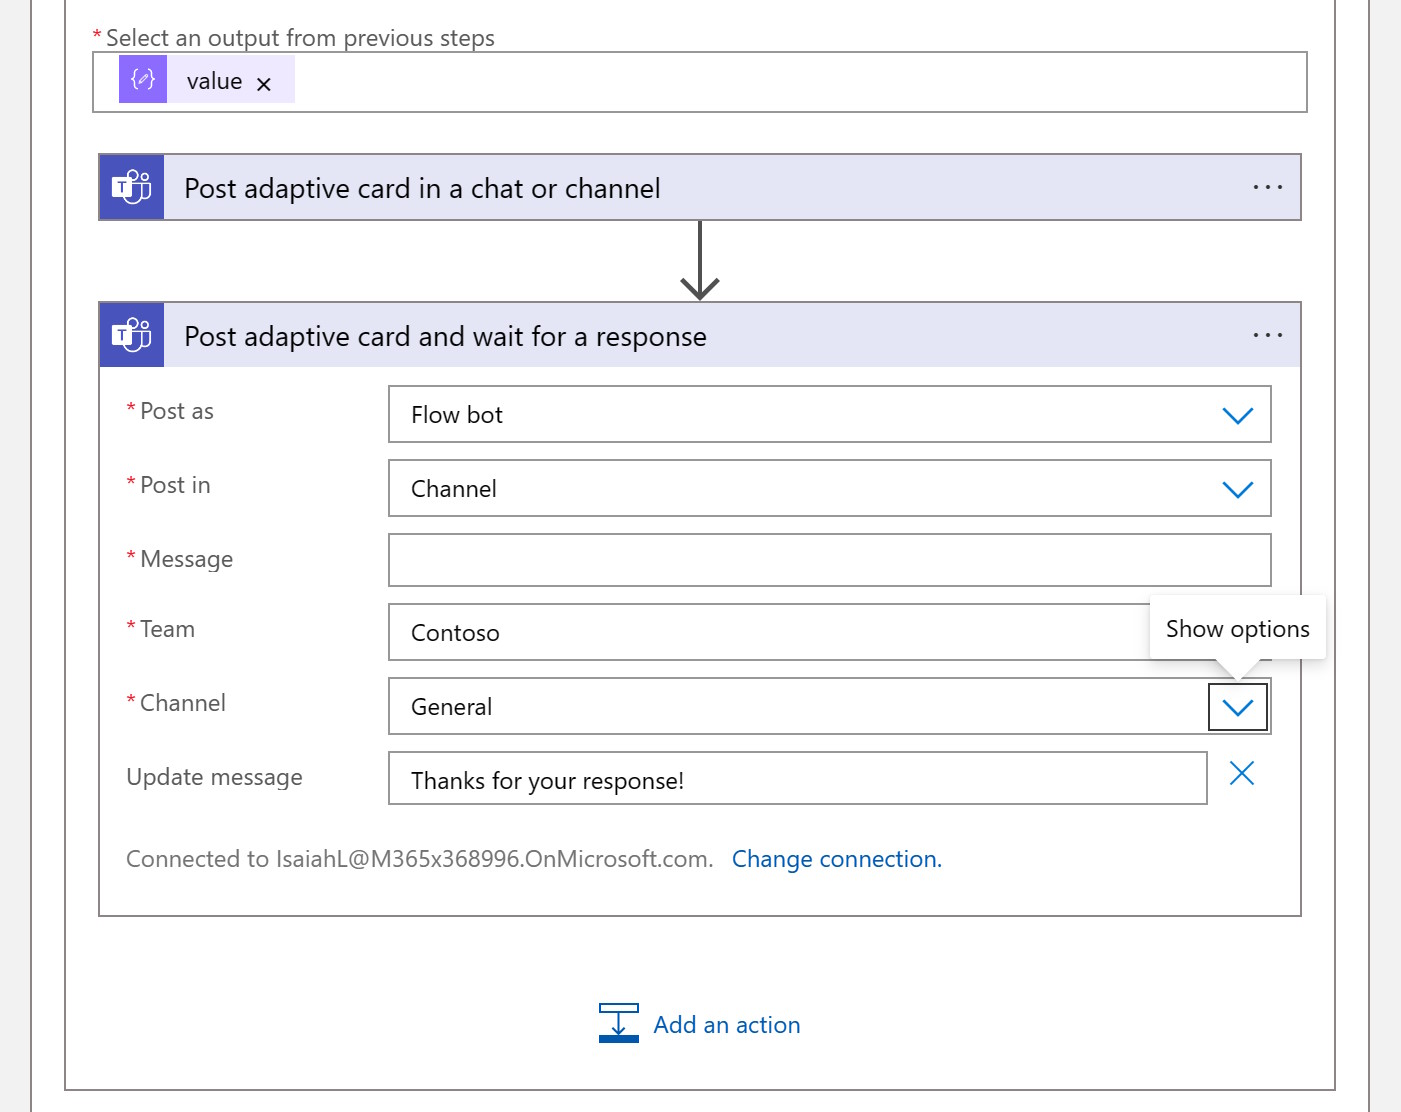 * Select an output from previous steps
value
Post adaptive card in a chat or channel
Post adaptive card and wait for a response
* Post as
Flow bot
* Post in
Channel
* Message
* Team
Contoso
Show options
* Channel
General
Update message
Thanks for your response!
Connected to IsaiahL@M365x368996.OnMicrosoft.com. Change connection.
Add an action